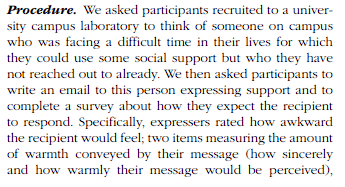 Procedure. We asked participants recruited to a univer-
sity campus laboratory to think of someone on campus
who was facing a difficult time in their lives for which
they could use some social support but who they have
not reached out to already. We then asked participants to
write an email to this person expressing support and to
complete a survey about how they expect the recipient
to respond. Specifically, expressers rated how awkward
the recipient would feel; two items measuring the amount
of warmth conveyed by their message (how sincerely
and how warmly their message would be perceived),